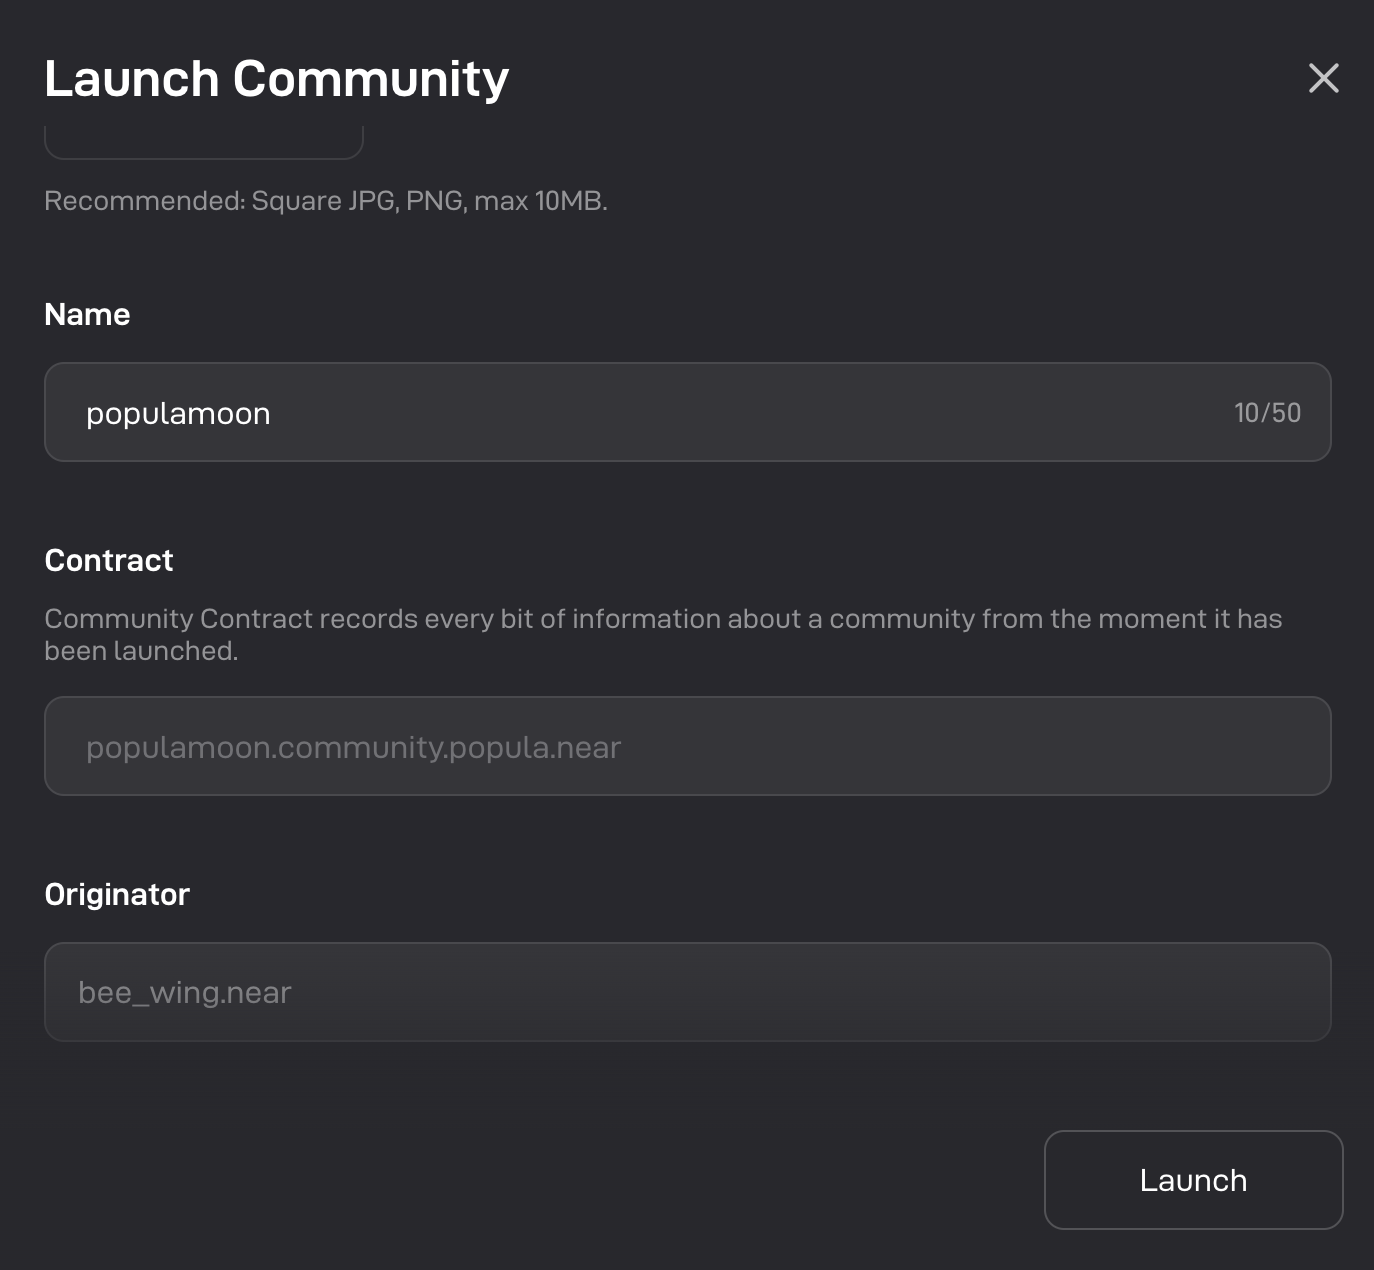 Launch Community
Recommended: Square JPG, PNG, max 10MB.
Name
populamoon 10/50
Contract
Community Contract records every bit of information about a community from the moment it has
been launched.
populamoon.community.popula.near
Originator
bee_wing.near
Launch